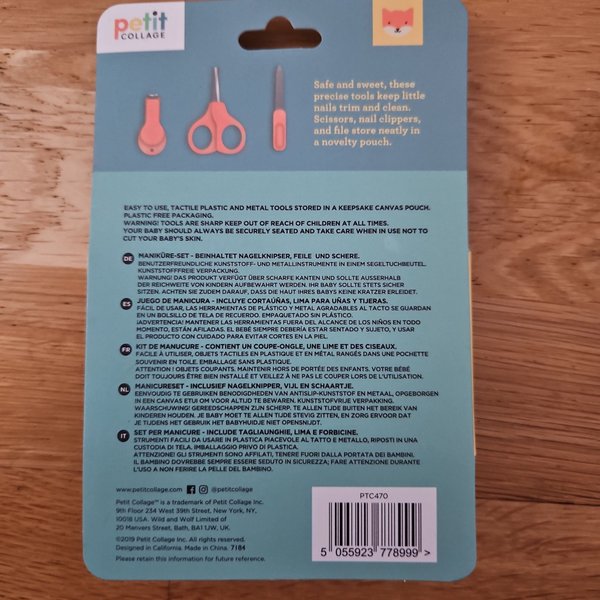 petit
COLLAGE
Safe and sweet, these
precise tools keep little
nails trim and clean.
Scissors, nail clippers,
and file store neatly in
a novelty pouch.
EASY TO USE, TACTILE PLASTIC AND METAL TOOLS STORED IN A KEEPSAKE CANVAS POUCH.
PLASTIC FREE PACKAGING.
WARNING! TOOLS ARE SHARP KEEP OUT OF REACH OF CHILDREN AT ALL TIMES.
YOUR BABY SHOULD ALWAYS BE SECURELY SEATED AND TAKE CARE WHEN IN USE NOT TO
CUT YOUR BABY'S SKIN.
DE MANIKÜRE-SET - BEINHALTET NAGELKNIPSER, FEILE UND SCHERE.
BENUTZERFREUNDLICHE KUNSTSTOFF- UND METALLINSTRUMENTE IN EINEM SEGELTUCHBEUTEL.
KUNSTSTOFFFREIE VERPACKUNG.
WARNUNG! DAS PRODUKT VERFÜGT ÜBER SCHARFE KANTEN UND SOLLTE AUSSERHALB
DER REICHWEITE VON KINDERN AUFBEWAHRT WERDEN. IHR BABY SOLLTE STETS SICHER
SITZEN. ACHTEN SIE ZUDEM DARAUF, DASS DIE HAUT IHRES BABYS KEINE KRATZER ERLEIDET.
ES JUEGO DE MANICURA - INCLUYE CORTAÚÑAS, LIMA PARA UÑAS Y TIJERAS.
FÁCIL DE USAR, LAS HERRAMIENTAS DE PLÁSTICO Y METAL AGRADABLES AL TACTO SE GUARDAN
EN UN BOLSILLO DE TELA DE RECUERDO. EMPAQUETADO SIN PLÁSTICO.
¡ADVERTENCIA! MANTENER LAS HERRAMIENTAS FUERA DEL ALCANCE DE LOS NIÑOS EN TODO
MOMENTO, ESTÁN AFILADAS. EL BEBÉ SIEMPRE DEBERÍA ESTAR SENTADO Y SUJETO, Y USAR
EL PRODUCTO CON CUIDADO PARA EVITAR CORTES EN LA PIEL.
FR KIT DE MANUCURE - CONTIENT UN COUPE-ONGLE, UNE LIME ET DES CISEAUX.
FACILE À UTILISER, OBJETS TACTILES EN PLASTIQUE ET EN MÉTAL RANGÉS DANS UNE POCHETTE
SOUVENIR EN TOILE. EMBALLAGE SANS PLASTIQUE.
ATTENTION ! OBJETS COUPANTS. MAINTENIR HORS DE PORTÉE DES ENFANTS. VOTRE BÉBÉ
DOIT TOUJOURS ÊTRE BIEN INSTALLÉ ET VEILLEZ À NE PAS LE COUPER LORS DE L'UTILISATION.
NL MANICURESET - INCLUSIEF NAGELKNIPPER, VIJL EN SCHAARTJE.
EENVOUDIG TE GEBRUIKEN BENODIGDHEDEN VAN ANTISLIP-KUNSTSTOF EN METAAL, OPGEBORGEN
IN EEN CANVAS ETUI OM VOOR ALTIJD TE BEWAREN. KUNSTSTOFVRIJE VERPAKKING.
WAARSCHUWING! GEREEDSCHAPPEN ZIJN SCHERP. TE ALLEN TIJDE BUITEN HET BEREIK VAN
KINDEREN HOUDEN. JE BABY MOET TE ALLEN TIJDE STEVIG ZITTEN, EN ZORG ERVOOR DAT
JE TIJDENS HET GEBRUIK HET BABYHUIDJE NIET OPENSNIJDT.
IT SET PER MANICURE - INCLUDE TAGLIAUNGHIE, LIMA E FORBICINE.
STRUMENTI FACILI DA USARE IN PLASTICA PIACEVOLE AL TATTO E METALLO, RIPOSTI IN UNA
CUSTODIA DI TELA. IMBALLAGGIO PRIVO DI PLASTICA.
ATTENZIONE! GLI STRUMENTI SONO AFFILATI, TENERE FUORI DALLA PORTATA DEI BAMBINI.
IL BAMBINO DOVREBBE SEMPRE ESSERE SEDUTO IN SICUREZZA; FARE ATTENZIONE DURANTE
L'USO A NON FERIRE LA PELLE DEL BAMBINO.
www.petitcollage.com @petitcollage
Petit Collage™ is a trademark of Petit Collage Inc.
9th Floor 234 West 39th Street, New York, NY,
10018 USA. Wild and Wolf Limited of
20 Manvers Street, Bath, BA1 1JW, UK.
©2019 Petit Collage Inc. All rights reserved.
Designed in California. Made in China. 7184
Please retain this information for future reference.
PTC470
5 055923 778999 >